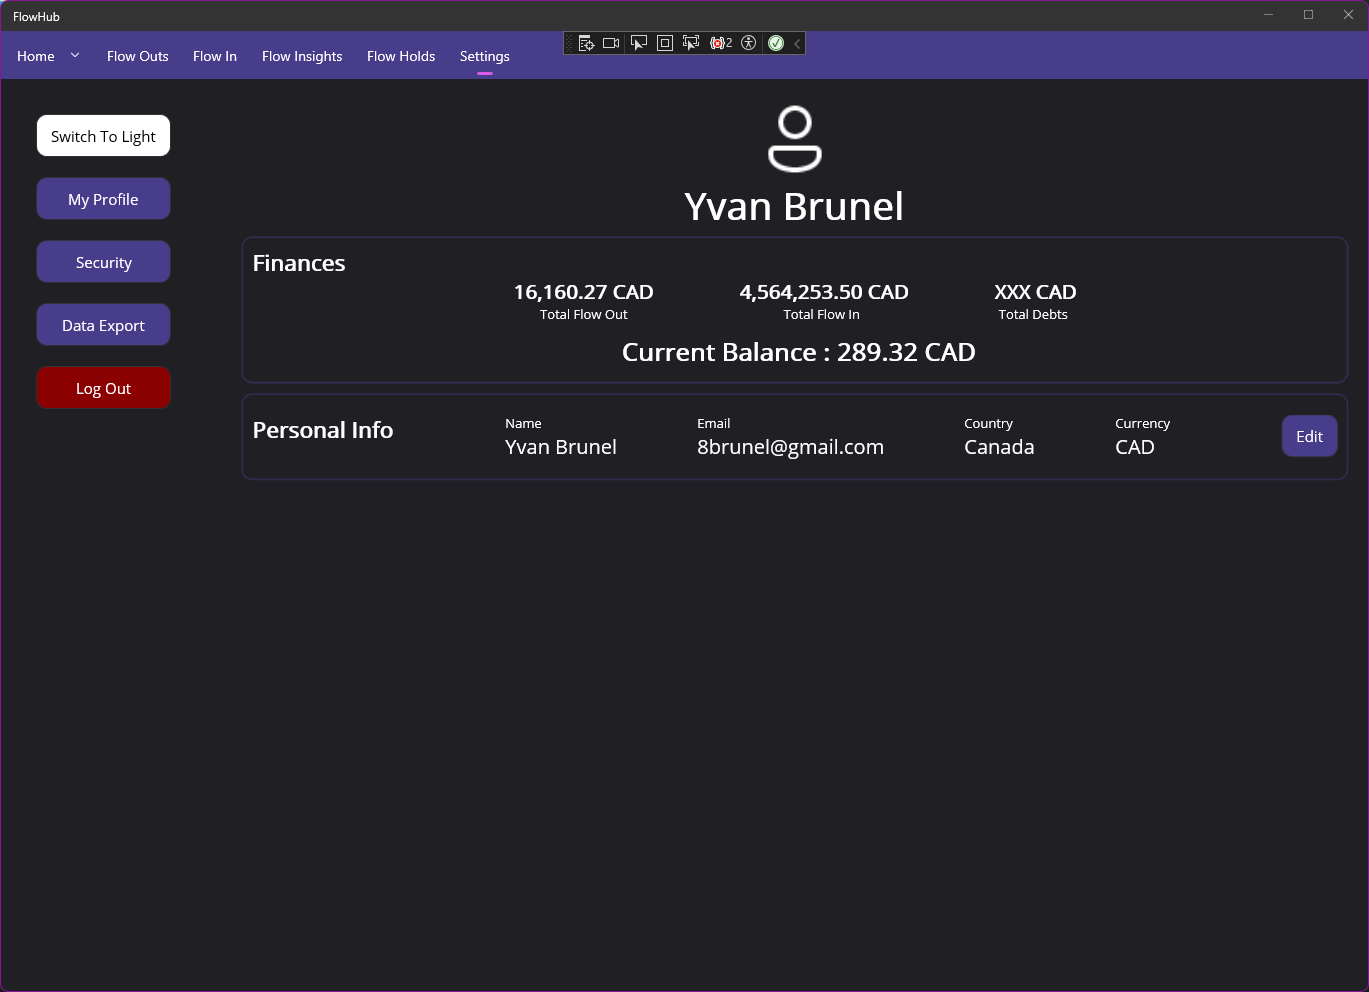 FlowHub
Home Flow Outs Flow In Flow Insights Flow Holds Settings
2
Switch To Light
My Profile
Security
Data Export
Log Out
Yvan Brunel
Finances
16,160.27 CAD 4,564,253.50 CAD XXX CAD
Total Flow Out Total Flow In Total Debts
Current Balance : 289.32 CAD
Personal Info
Name Email Country Currency
Yvan Brunel 8brunel@gmail.com Canada CAD
Edit